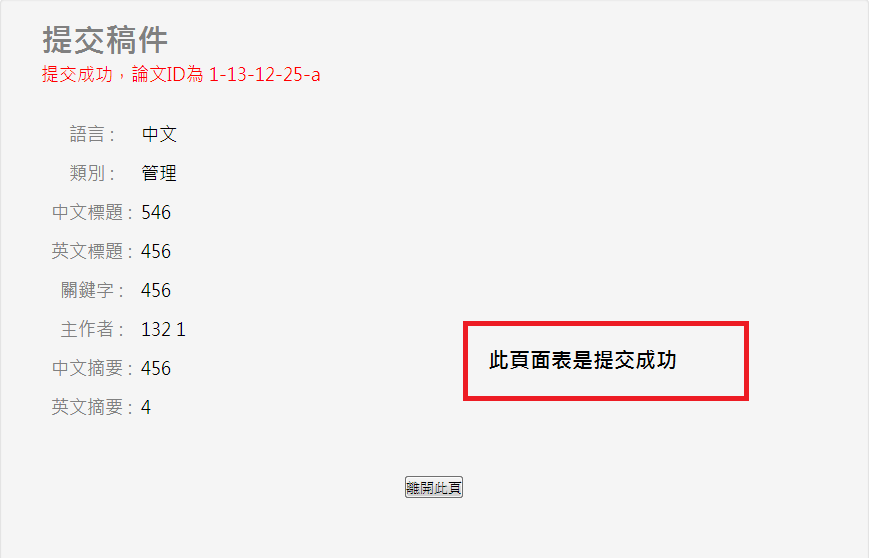 提交稿件
提交成功，論文ID為 1-13-12-25-a
語言 : 中文
類別 : 管理
中文標題 : 546
英文標題 : 456
關鍵字 : 456
主作者 : 132 1
中文摘要 : 456
英文摘要 : 4
此頁面表是提交成功
離開此頁